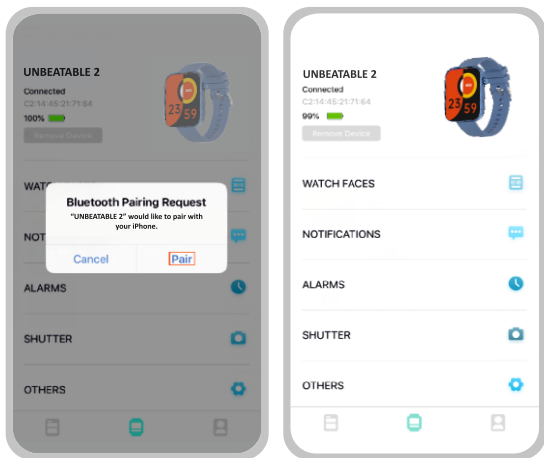 UNBEATABLE 2
Connected
C2:14:45:21:71:64
100%
Remove Device
23 59
WAT
Bluetooth Pairing Request
“UNBEATABLE 2” would like to pair with
your iPhone.
NOT
Cancel Pair
ALARMS
SHUTTER
OTHERS
UNBEATABLE 2
Connected
C2:14:45:21:71:64
99%
Remove Device
23 59
WATCH FACES
NOTIFICATIONS
ALARMS
SHUTTER
OTHERS